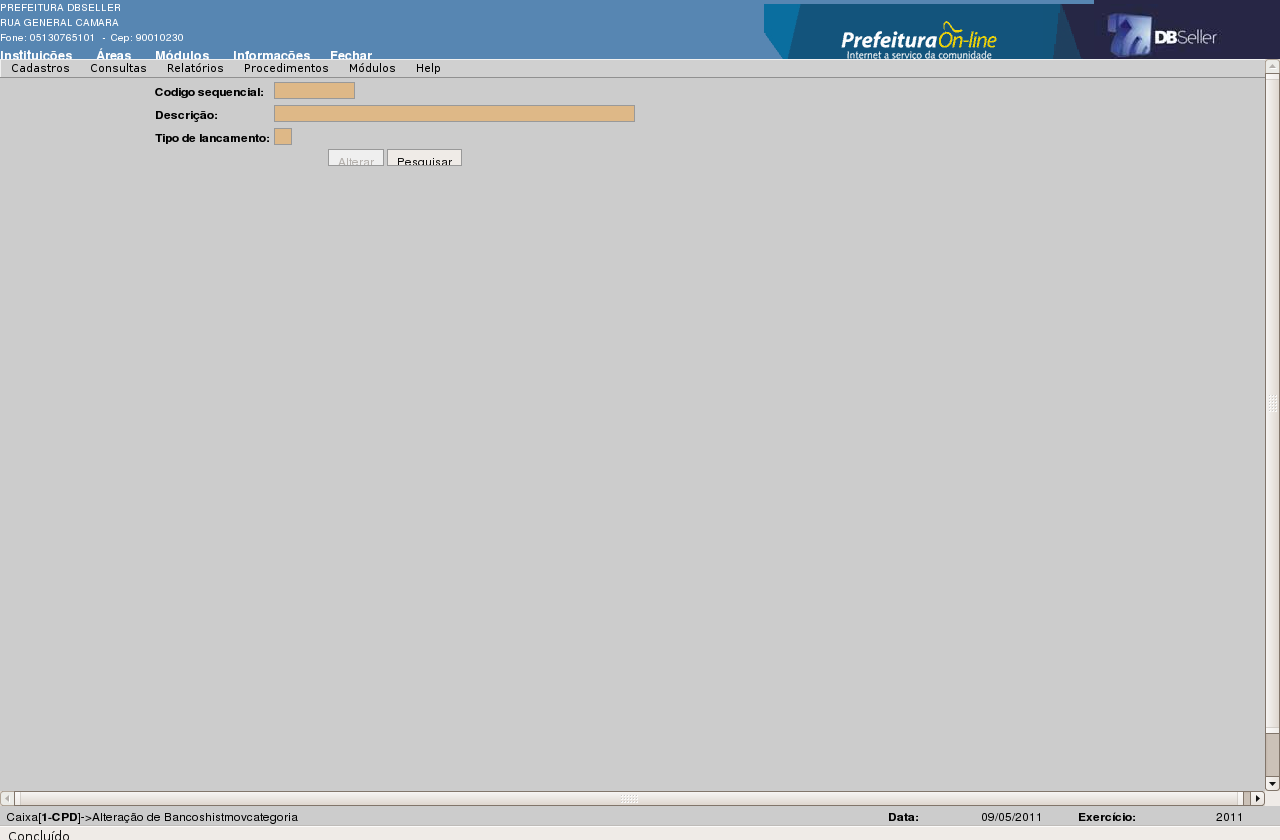 PREFEITURA DBSELLER
RUA GENERAL CAMARA
Fone: 05130765101 - Cep: 90010230
Prefeitura On-line
Internet a serviço da comunidade
DBSeller
Instituições Áreas Módulos Informações Fechar
Cadastros Consultas Relatórios Procedimentos Módulos Help
Codigo sequencial:
Descrição:
Tipo de lancamento:
Alterar Pesquisar
Caixa[1-CPD]->Alteração de Bancoshistmovcategoria Data: 09/05/2011 Exercício: 2011
Concluído